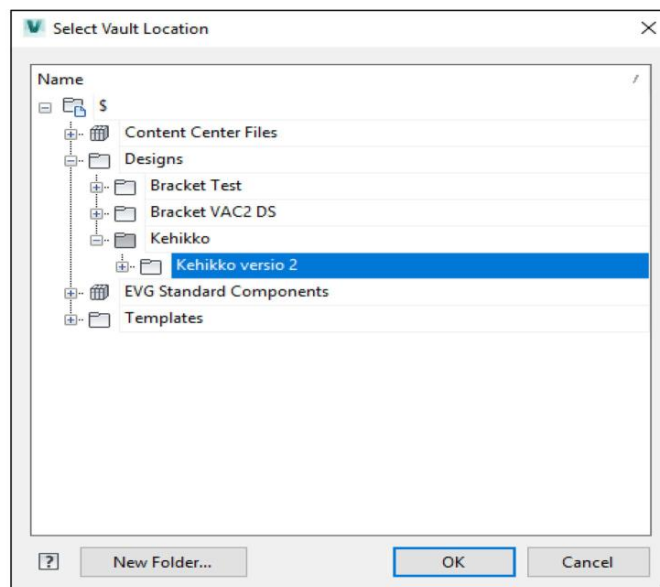 Select Vault Location
Name
$
Content Center Files
Designs
Bracket Test
Bracket VAC2 DS
Kehikko
Kehikko versio 2
EVG Standard Components
Templates
? New Folder... OK Cancel